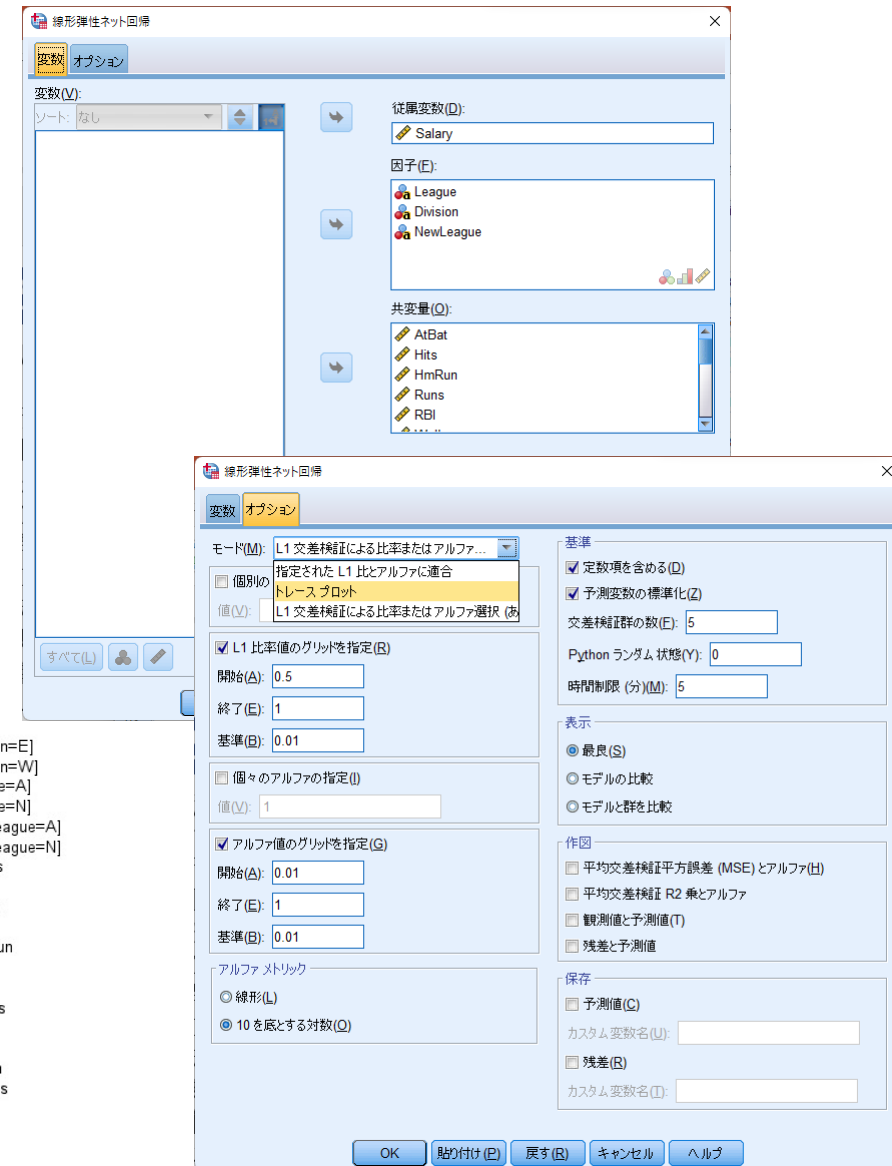 線形弾性ネット回帰
変数 オプション
変数(V):
ソート: なし
従属変数(D):
Salary
因子(F):
League
Division
NewLeague
共変量(O):
AtBat
Hits
HmRun
Runs
RBI
すべて(L)
n=E]
n=W]
e=A]
e=N]
eague=A]
eague=N]
s
un
s
s
線形弾性ネット回帰
変数 オプション
モード(M): L1 交差検証による比率またはアルファ...
指定された L1 比とアルファに適合
トレース プロット
L1 交差検証による比率またはアルファ選択 (あ
個別の
値(V):
L1 比率値のグリッドを指定(R)
開始(A): 0.5
終了(E): 1
基準(B): 0.01
個々のアルファの指定(I)
値(V): 1
アルファ値のグリッドを指定(G)
開始(A): 0.01
終了(E): 1
基準(B): 0.01
アルファ メトリック
線形(L)
10 を底とする対数(O)
基準
定数項を含める(D)
予測変数の標準化(Z)
交差検証群の数(F): 5
Python ランダム 状態(Y): 0
時間制限 (分)(M): 5
表示
最良(S)
モデルの比較
モデルと群を比較
作図
平均交差検証平方誤差 (MSE) とアルファ(H)
平均交差検証 R2 乗とアルファ
観測値と予測値(T)
残差と予測値
保存
予測値(C)
カスタム変数名(U):
残差(R)
カスタム変数名(T):
OK 貼り付け(P) 戻す(R) キャンセル ヘルプ